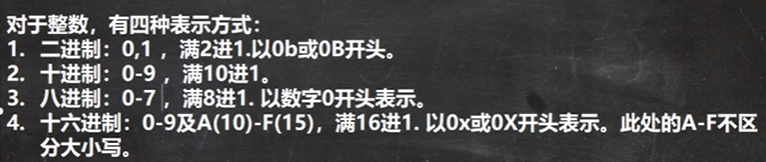 对于整数，有四种表示方式：
1. 二进制：0,1 ，满2进1.以0b或0B开头。
2. 十进制：0-9 ，满10进1。
3. 八进制：0-7 ，满8进1. 以数字0开头表示。
4. 十六进制：0-9及A(10)-F(15)，满16进1. 以0x或0X开头表示。此处的A-F不区
分大小写。